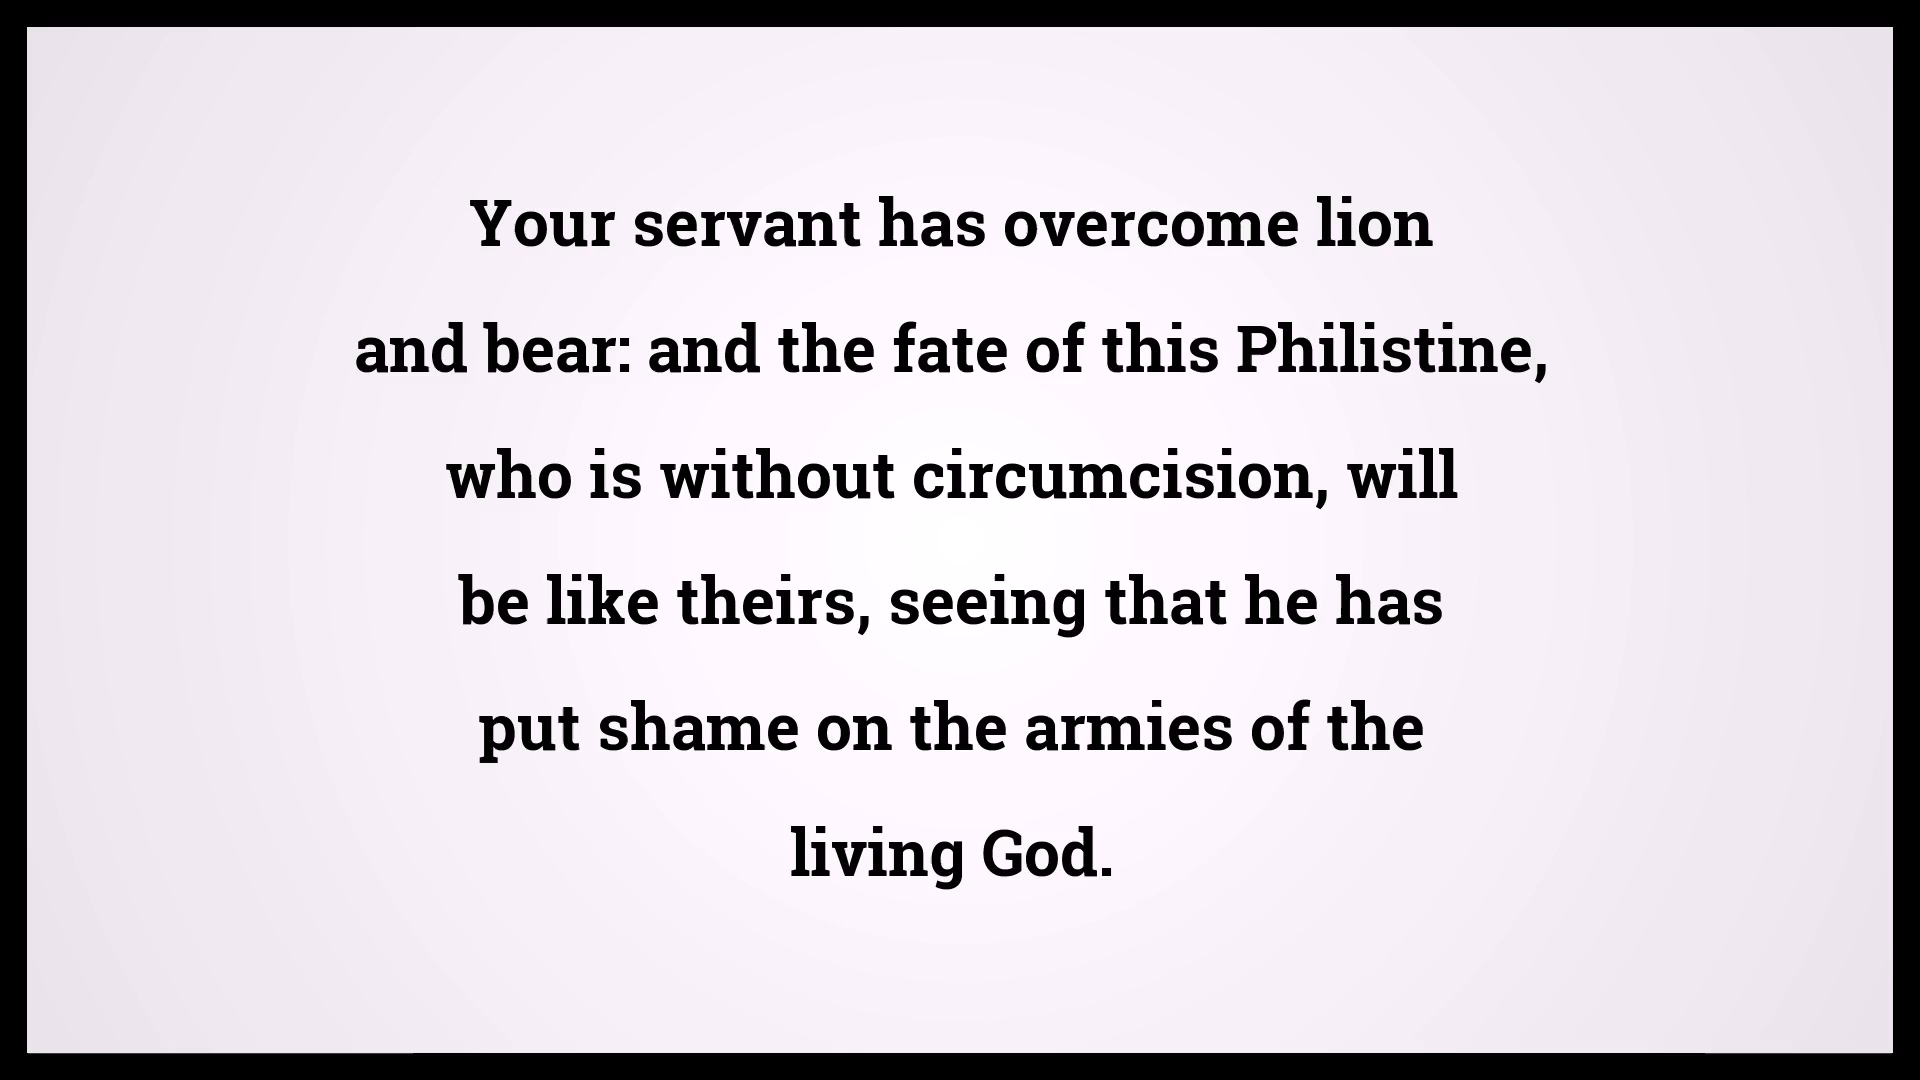 Your servant has overcome lion
and bear: and the fate of this Philistine,
who is without circumcision, will
be like theirs, seeing that he has
put shame on the armies of the
living God.